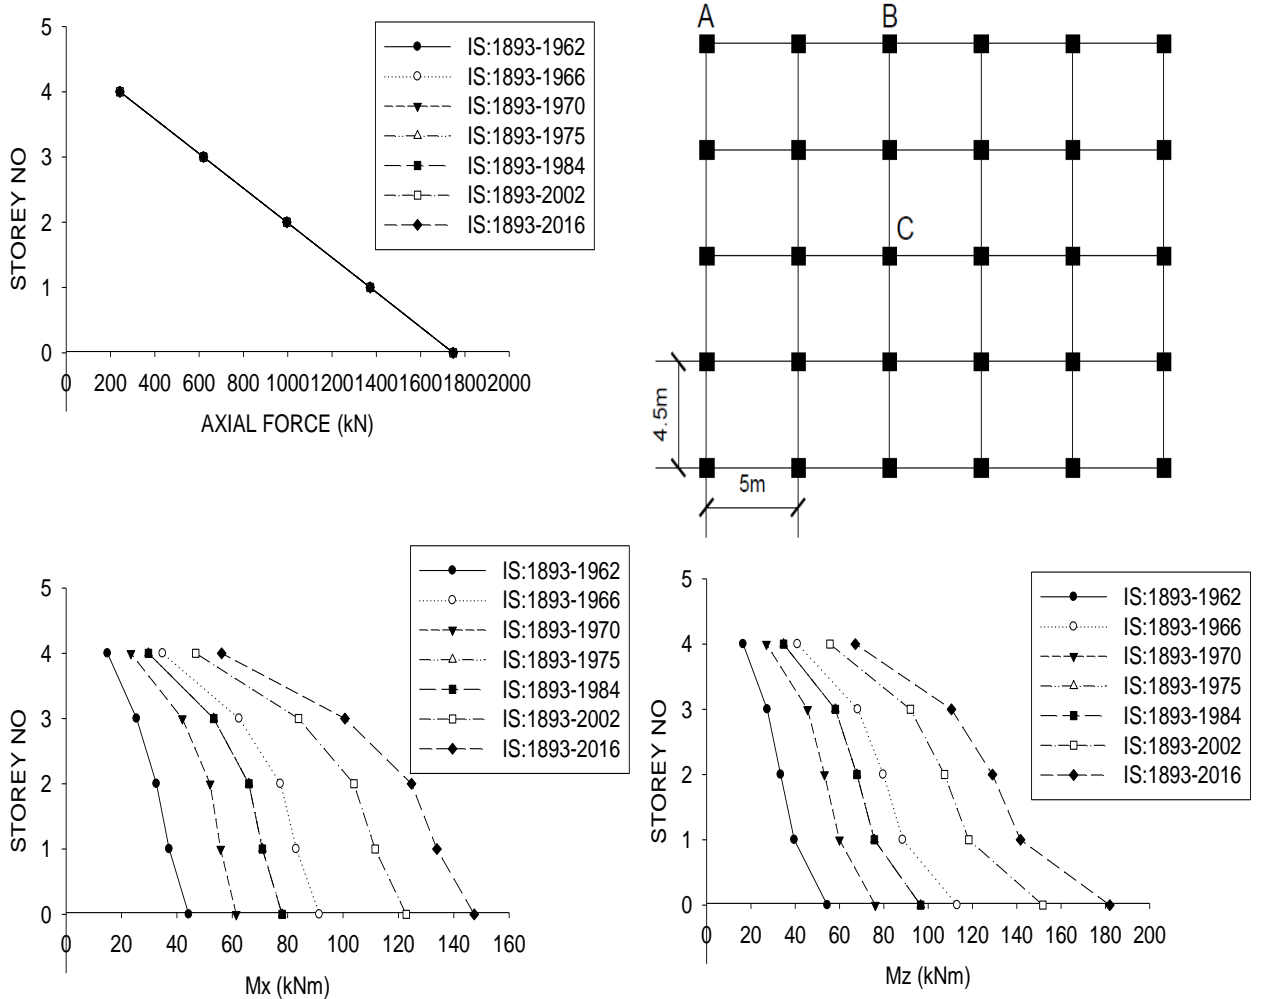 5
4
3
2
1
0
STOREY NO
0 200 400 600 800 1000 1200 1400 1600 1800 2000
AXIAL FORCE (kN)
IS:1893-1962
IS:1893-1966
IS:1893-1970
IS:1893-1975
IS:1893-1984
IS:1893-2002
IS:1893-2016
A B
C
4.5m
5m
5
4
3
2
1
0
STOREY NO
0 20 40 60 80 100 120 140 160
Mx (kNm)
IS:1893-1962
IS:1893-1966
IS:1893-1970
IS:1893-1975
IS:1893-1984
IS:1893-2002
IS:1893-2016
5
4
3
2
1
0
STOREY NO
0 20 40 60 80 100 120 140 160 180 200
Mz (kNm)
IS:1893-1962
IS:1893-1966
IS:1893-1970
IS:1893-1975
IS:1893-1984
IS:1893-2002
IS:1893-2016